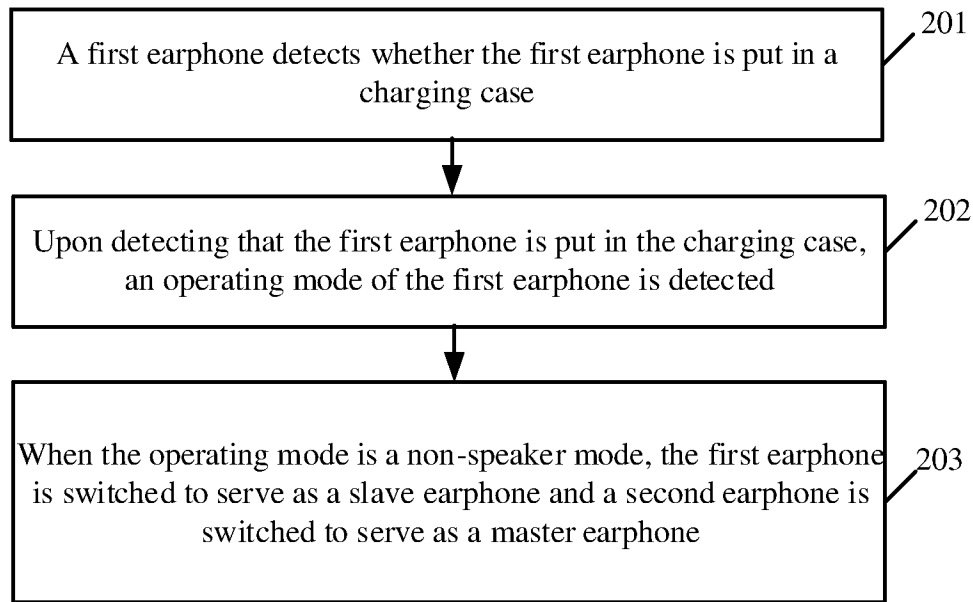 A first earphone detects whether the first earphone is put in a
charging case
201
Upon detecting that the first earphone is put in the charging case,
an operating mode of the first earphone is detected
202
When the operating mode is a non-speaker mode, the first earphone
is switched to serve as a slave earphone and a second earphone is
switched to serve as a master earphone
203